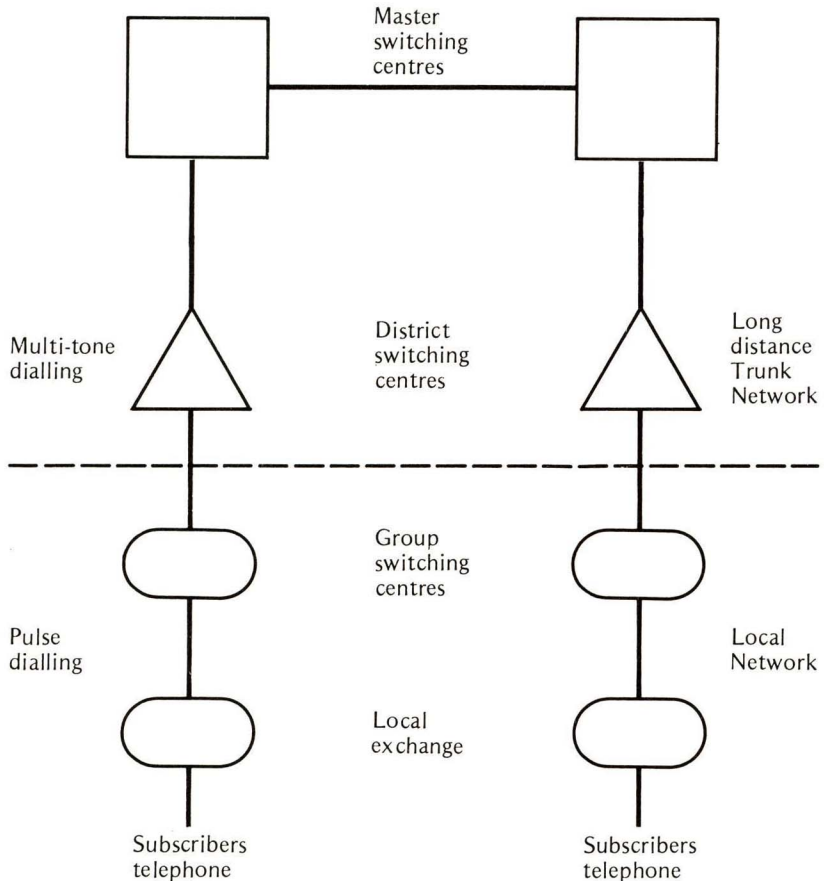 Master
switching
centres
Multi-tone
dialling
District
switching
centres
Long
distance
Trunk
Network
Group
switching
centres
Pulse
dialling
Local
exchange
Local
Network
Subscribers
telephone
Subscribers
telephone